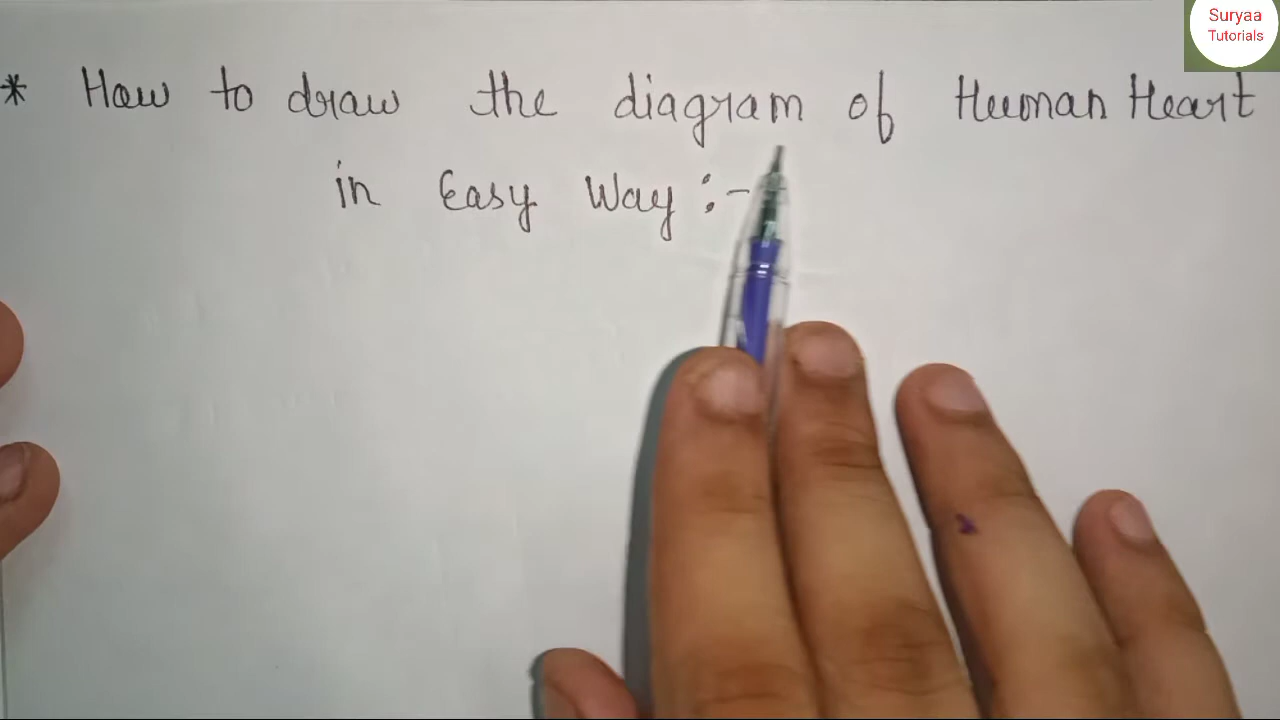 Suryaa
Tutorials
* How to draw the diagram of Human Heart
in Easy Way :-